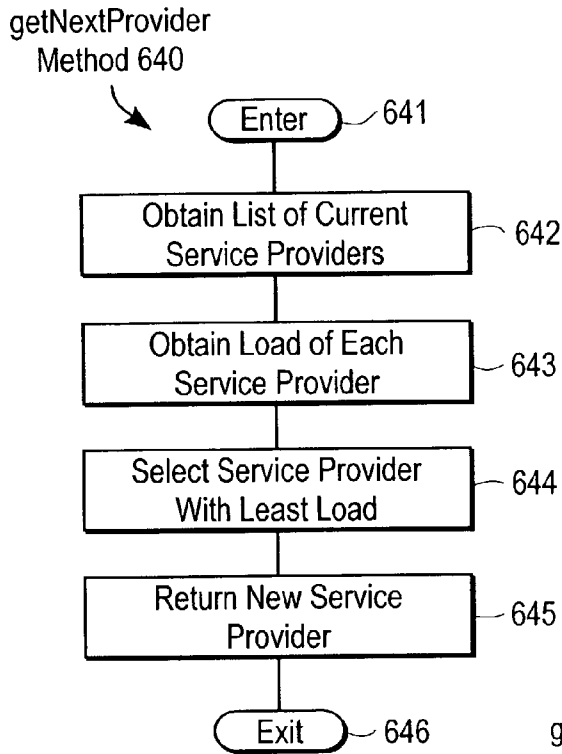 getNextProvider
Method 640
Enter
641
Obtain List of Current
Service Providers
642
Obtain Load of Each
Service Provider
643
Select Service Provider
With Least Load
644
Return New Service
Provider
645
Exit
646
g